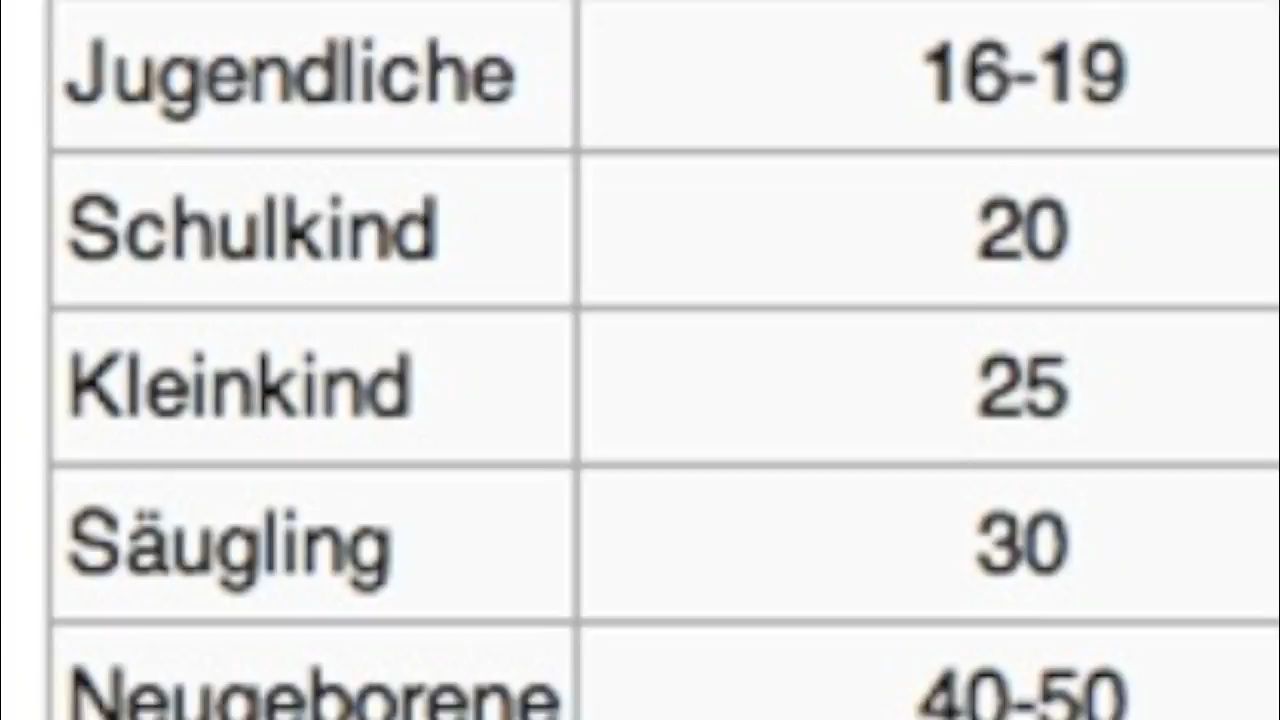 Jugendliche 16-19
Schulkind 20
Kleinkind 25
Säugling 30
Neugeborene 40-50